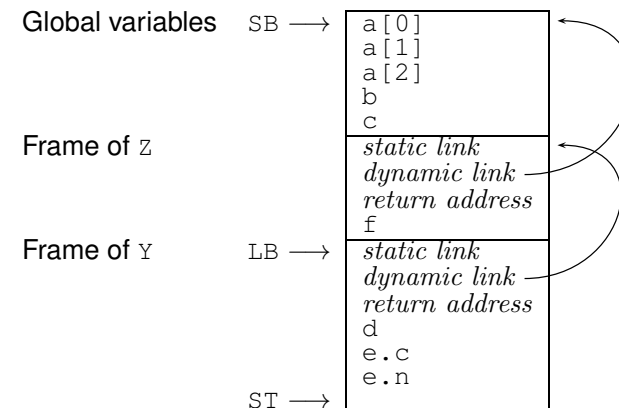 Global variables SB ⟶ a[0]
a[1]
a[2]
b
c
Frame of Z static link
dynamic link
return address
f
Frame of Y LB ⟶ static link
dynamic link
return address
d
e.c
e.n
ST ⟶